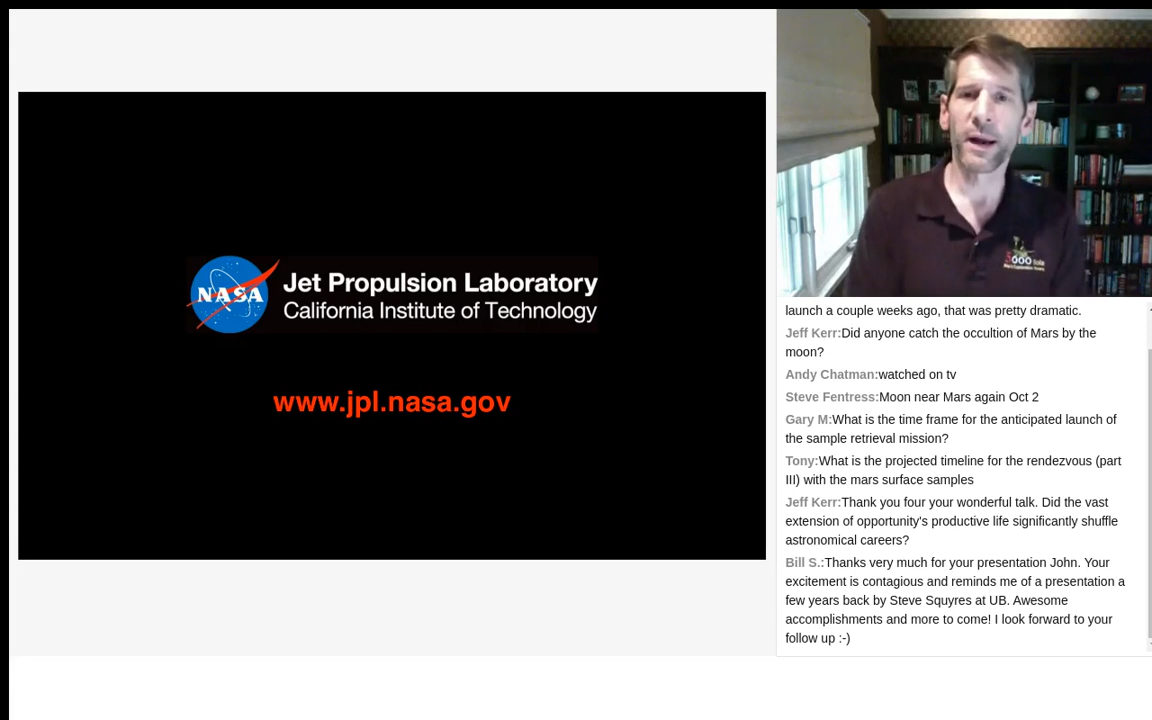 NASA
Jet Propulsion Laboratory
California Institute of Technology
www.jpl.nasa.gov
5000 sols
launch a couple weeks ago, that was pretty dramatic.
Jeff Kerr:Did anyone catch the occultion of Mars by the
moon?
Andy Chatman:watched on tv
Steve Fentress:Moon near Mars again Oct 2
Gary M:What is the time frame for the anticipated launch of
the sample retrieval mission?
Tony:What is the projected timeline for the rendezvous (part
III) with the mars surface samples
Jeff Kerr:Thank you four your wonderful talk. Did the vast
extension of opportunity's productive life significantly shuffle
astronomical careers?
Bill S.:Thanks very much for your presentation John. Your
excitement is contagious and reminds me of a presentation a
few years back by Steve Squyres at UB. Awesome
accomplishments and more to come! I look forward to your
follow up :-)